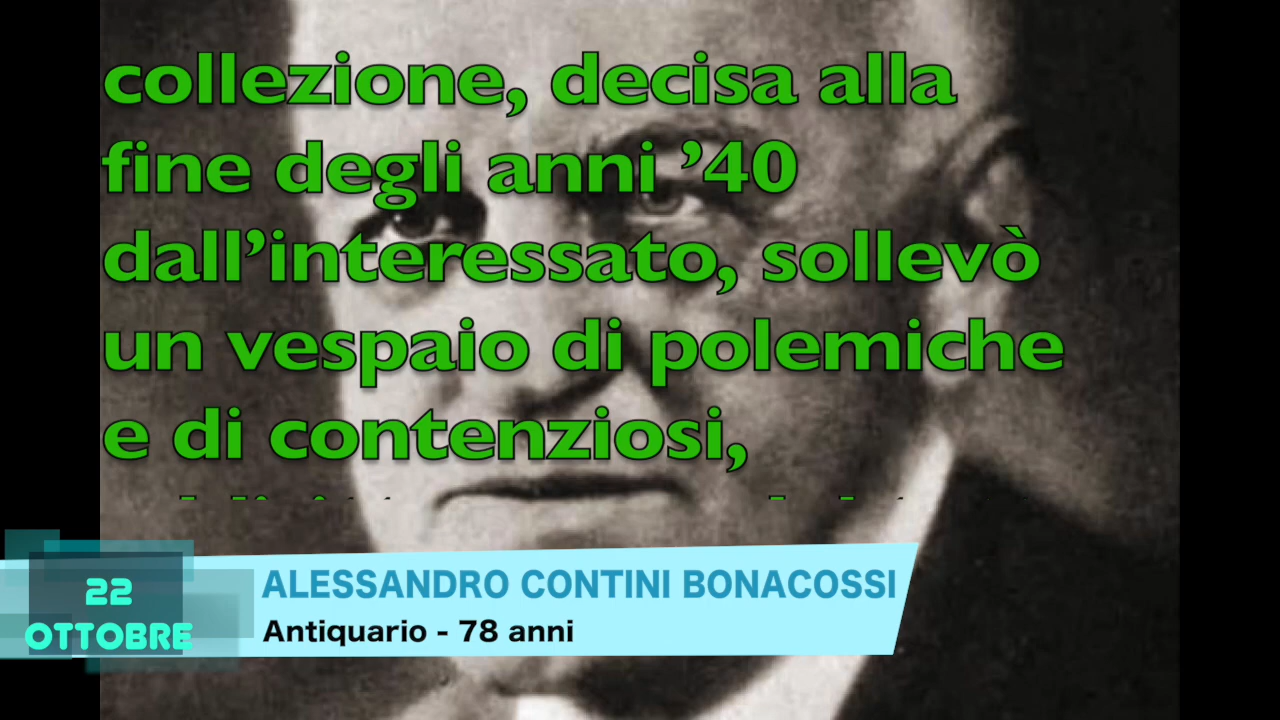 collezione, decisa alla
fine degli anni ’40
dall’interessato, sollevò
un vespaio di polemiche
e di contenziosi,
22
OTTOBRE
ALESSANDRO CONTINI BONACOSSI
Antiquario - 78 anni